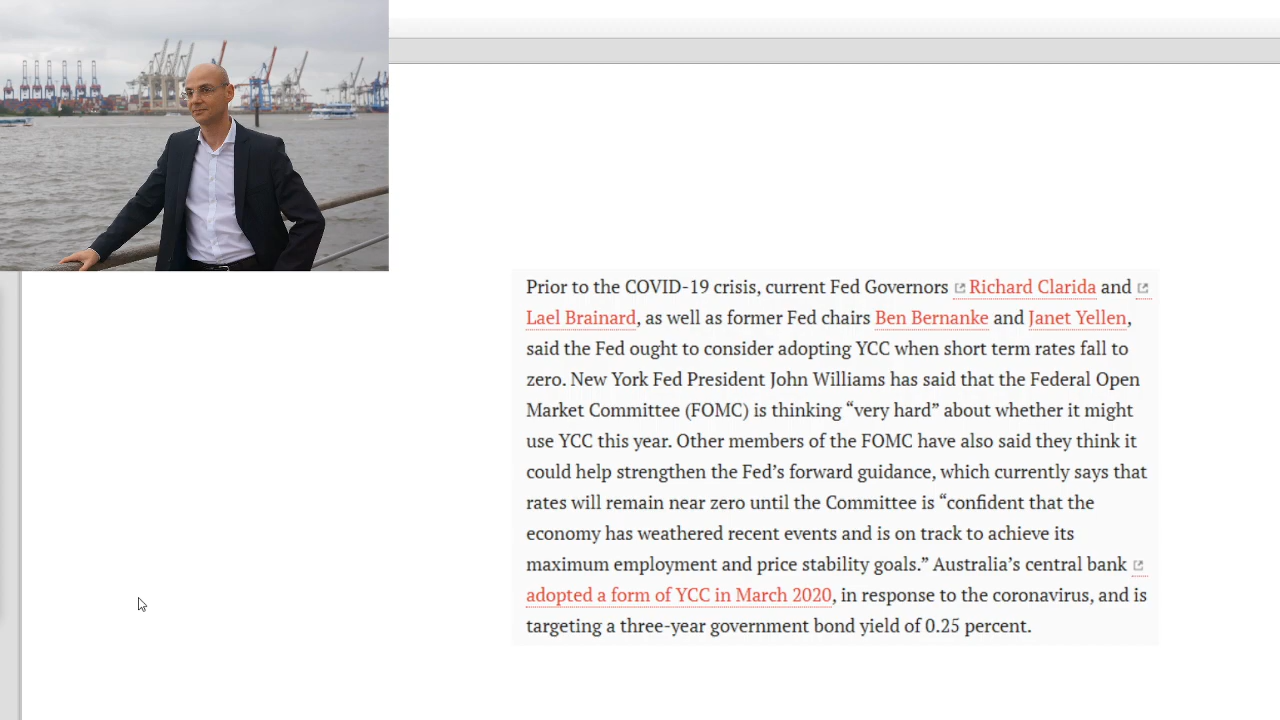 Prior to the COVID-19 crisis, current Fed Governors Richard Clarida and
Lael Brainard, as well as former Fed chairs Ben Bernanke and Janet Yellen,
said the Fed ought to consider adopting YCC when short term rates fall to
zero. New York Fed President John Williams has said that the Federal Open
Market Committee (FOMC) is thinking “very hard” about whether it might
use YCC this year. Other members of the FOMC have also said they think it
could help strengthen the Fed’s forward guidance, which currently says that
rates will remain near zero until the Committee is “confident that the
economy has weathered recent events and is on track to achieve its
maximum employment and price stability goals.” Australia’s central bank
adopted a form of YCC in March 2020, in response to the coronavirus, and is
targeting a three-year government bond yield of 0.25 percent.